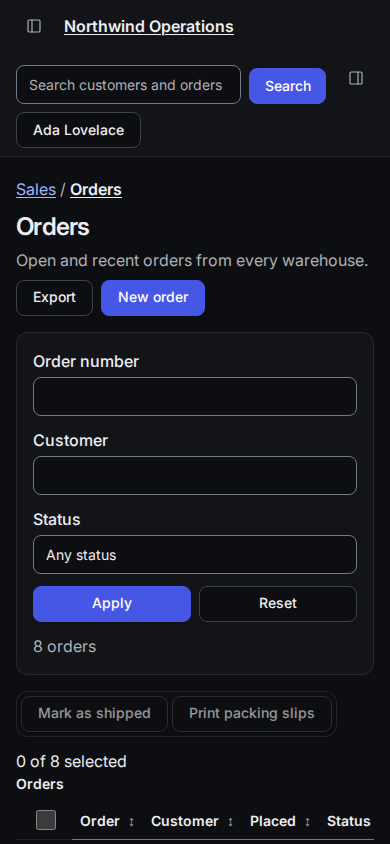 Northwind Operations
Search customers and orders
Search
Ada Lovelace
Sales / Orders
Orders
Open and recent orders from every warehouse.
Export
New order
Order number
Customer
Status
Any status
Apply
Reset
8 orders
Mark as shipped
Print packing slips
0 of 8 selected
Orders
Order ↕ Customer ↕ Placed ↕ Status